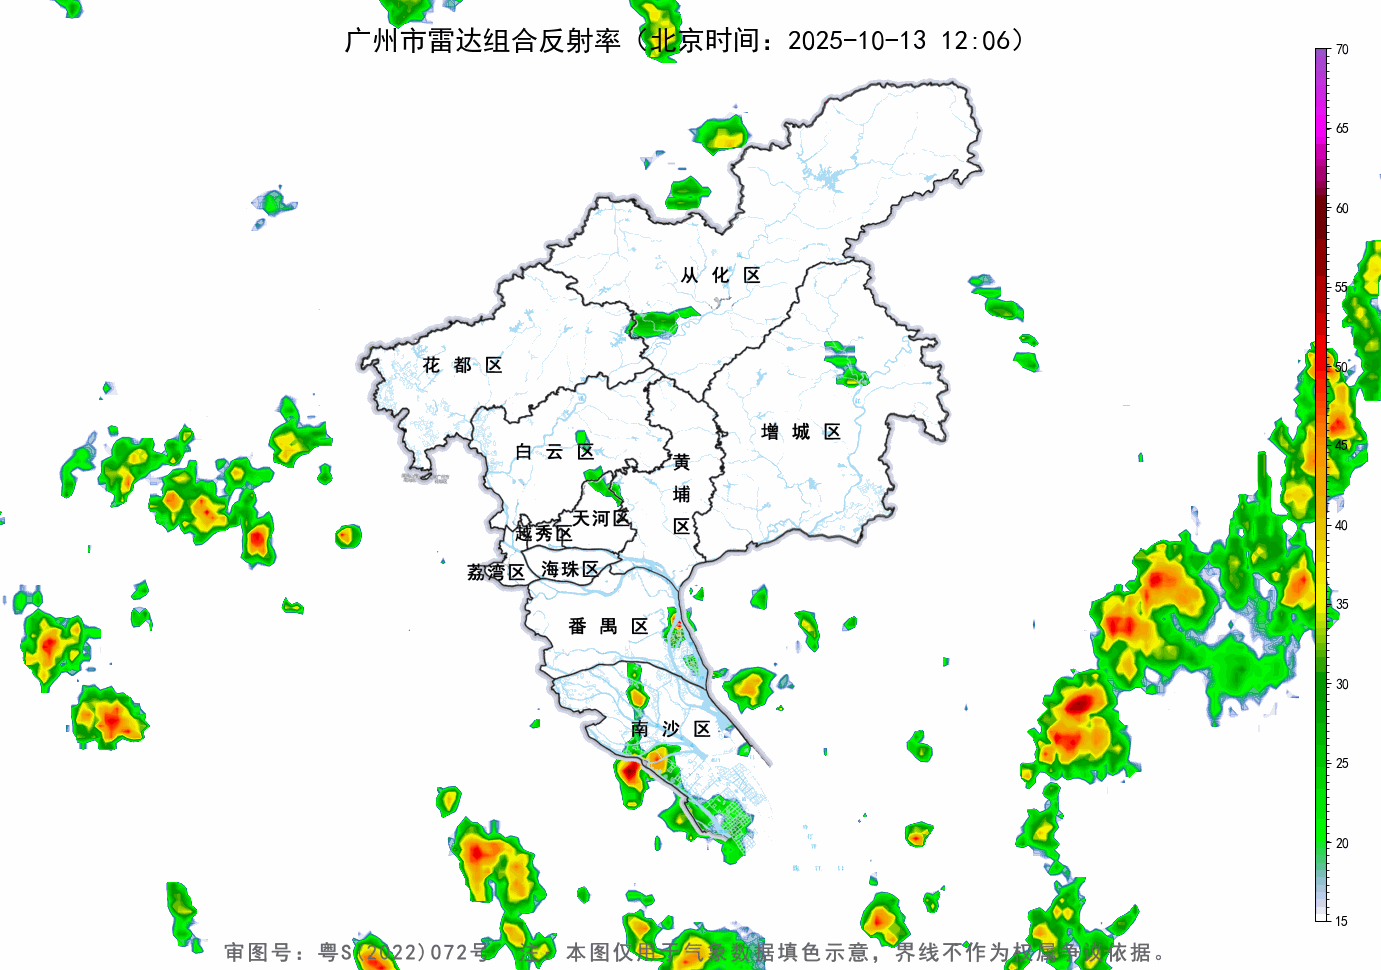 广州市雷达组合反射率（北京时间：2025-10-13 12:06）
70
65
60
从 化 区
55
花 都 区
50
增 城 区
45
白 云 区
黄
埔
区
40
天河区
越秀区
海珠区
荔湾区
35
番 禺 区
30
南 沙 区
25
20
15
审图号：粤S(2022)072号 注：本图仅用于气象数据填色示意，界线不作为权属争议依据。